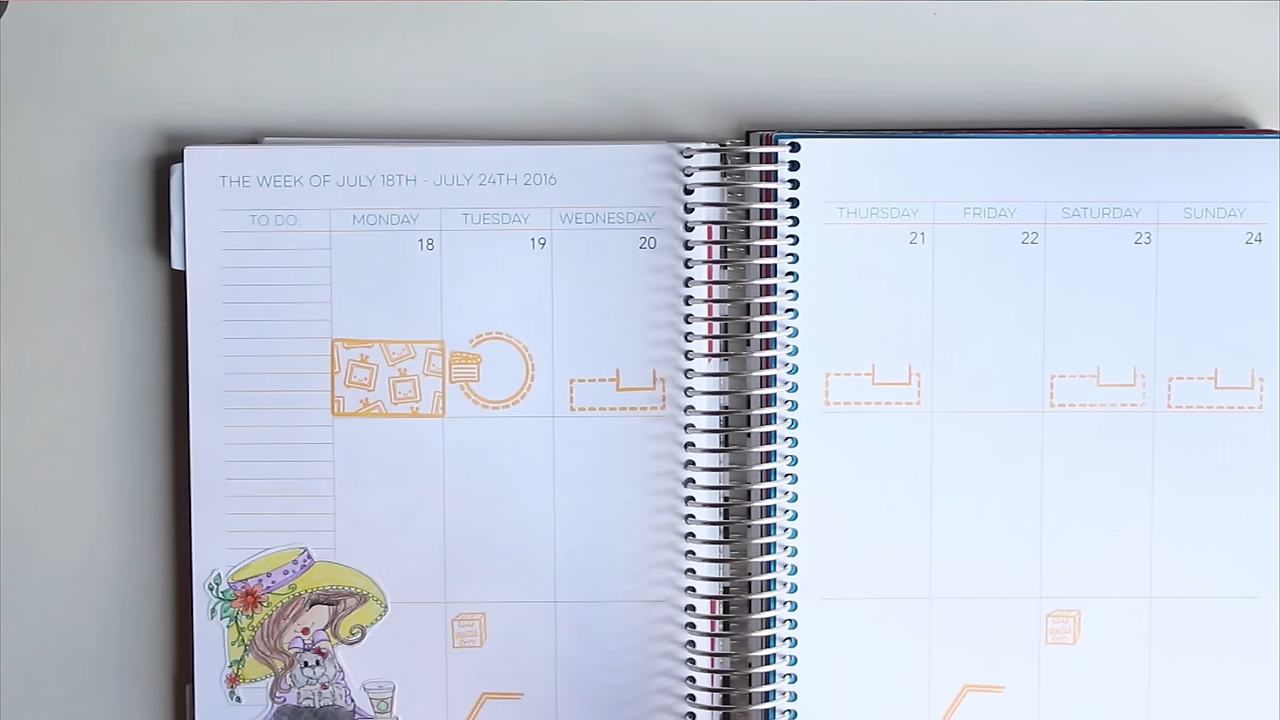 THE WEEK OF JULY 18TH - JULY 24TH 2016
TO DO. MONDAY TUESDAY WEDNESDAY THURSDAY FRIDAY SATURDAY SUNDAY
18 19 20 21 22 23 24